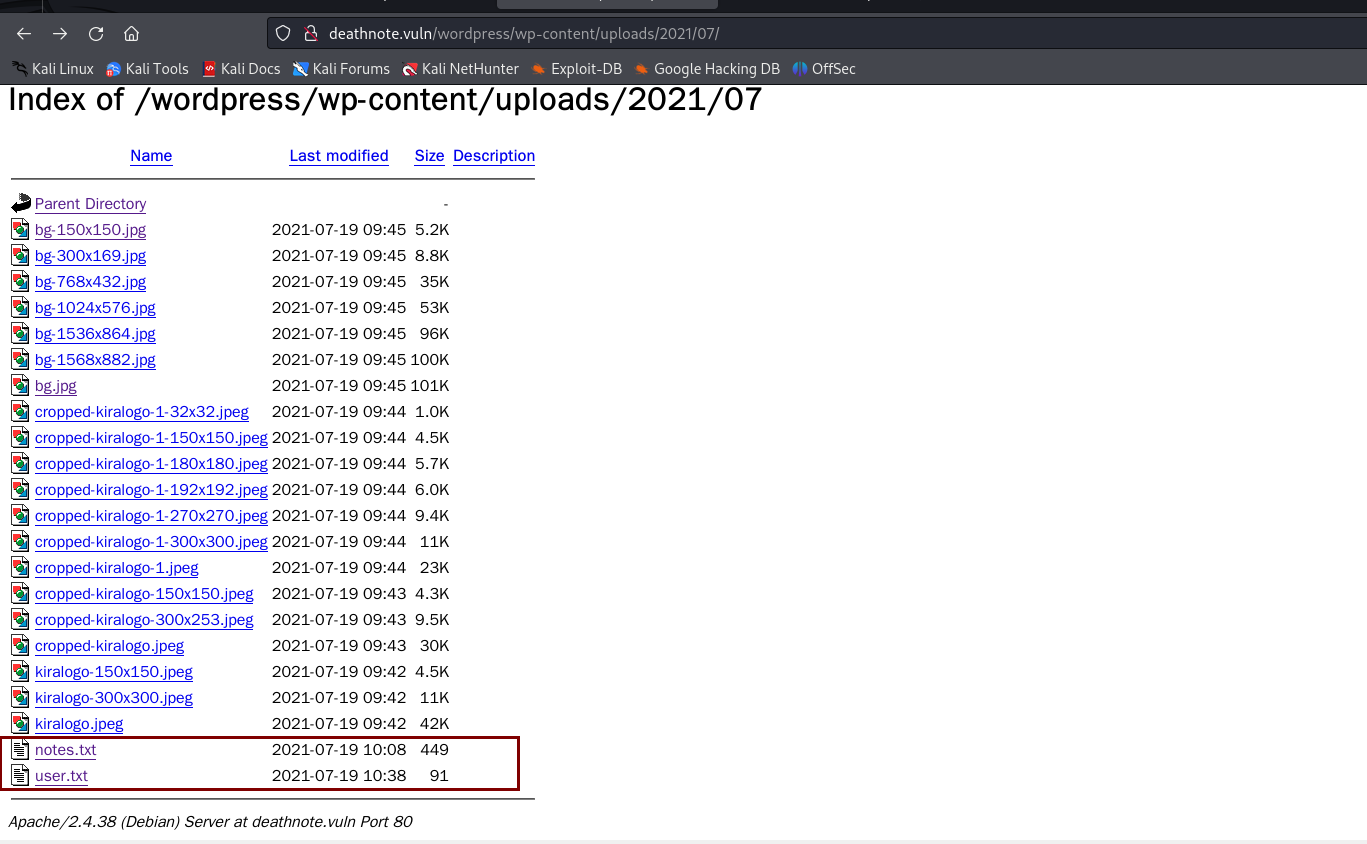 deathnote.vuln/wordpress/wp-content/uploads/2021/07/
Kali Linux Kali Tools Kali Docs Kali Forums Kali NetHunter Exploit-DB Google Hacking DB OffSec
Index of /wordpress/wp-content/uploads/2021/07
Name Last modified Size Description
Parent Directory -
bg-150x150.jpg 2021-07-19 09:45 5.2K
bg-300x169.jpg 2021-07-19 09:45 8.8K
bg-768x432.jpg 2021-07-19 09:45 35K
bg-1024x576.jpg 2021-07-19 09:45 53K
bg-1536x864.jpg 2021-07-19 09:45 96K
bg-1568x882.jpg 2021-07-19 09:45 100K
bg.jpg 2021-07-19 09:45 101K
cropped-kiralogo-1-32x32.jpeg 2021-07-19 09:44 1.0K
cropped-kiralogo-1-150x150.jpeg 2021-07-19 09:44 4.5K
cropped-kiralogo-1-180x180.jpeg 2021-07-19 09:44 5.7K
cropped-kiralogo-1-192x192.jpeg 2021-07-19 09:44 6.0K
cropped-kiralogo-1-270x270.jpeg 2021-07-19 09:44 9.4K
cropped-kiralogo-1-300x300.jpeg 2021-07-19 09:44 11K
cropped-kiralogo-1.jpeg 2021-07-19 09:44 23K
cropped-kiralogo-150x150.jpeg 2021-07-19 09:43 4.3K
cropped-kiralogo-300x253.jpeg 2021-07-19 09:43 9.5K
cropped-kiralogo.jpeg 2021-07-19 09:43 30K
kiralogo-150x150.jpeg 2021-07-19 09:42 4.5K
kiralogo-300x300.jpeg 2021-07-19 09:42 11K
kiralogo.jpeg 2021-07-19 09:42 42K
notes.txt 2021-07-19 10:08 449
user.txt 2021-07-19 10:38 91
Apache/2.4.38 (Debian) Server at deathnote.vuln Port 80